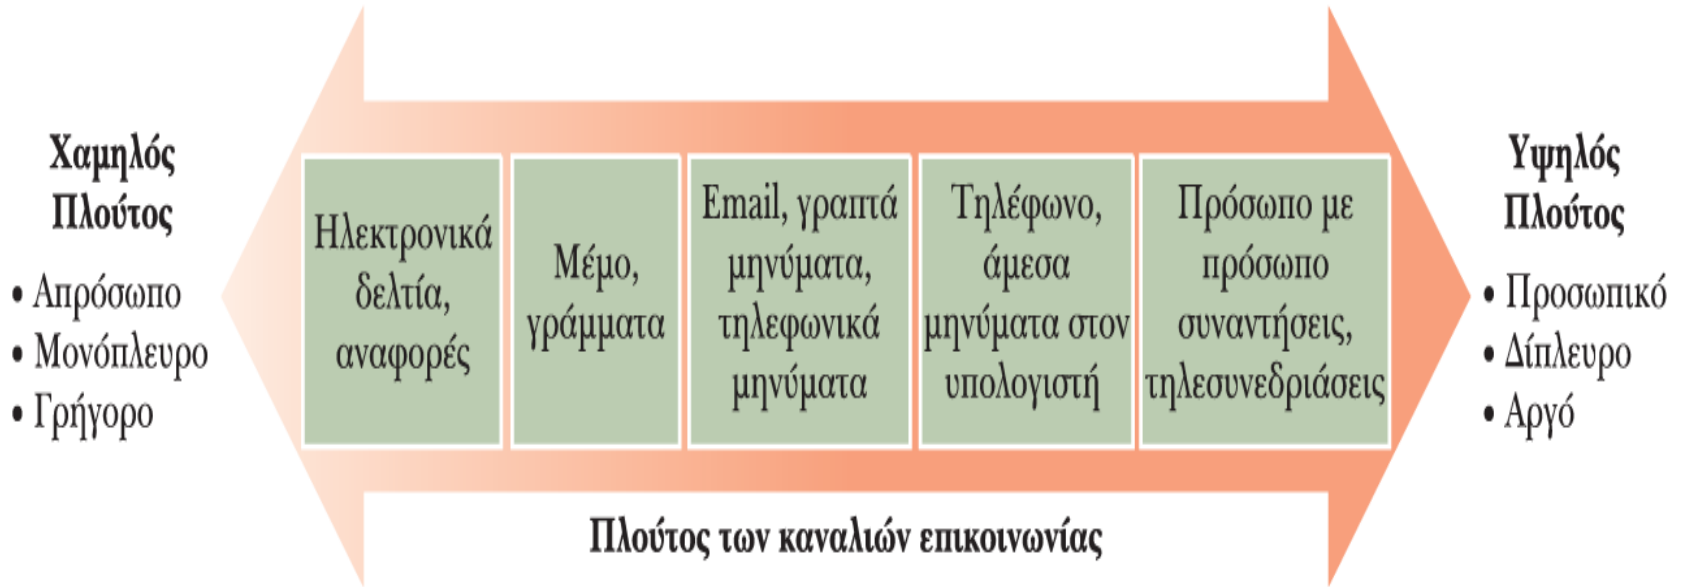 Χαμηλός
Πλούτος
• Απρόσωπο
• Μονόπλευρο
• Γρήγορο
Ηλεκτρονικά
δελτία,
αναφορές
Μέμο,
γράμματα
Email, γραπτά
μηνύματα,
τηλεφωνικά
μηνύματα
Τηλέφωνο,
άμεσα
μηνύματα στον
υπολογιστή
Πρόσωπο με
πρόσωπο
συναντήσεις,
τηλεσυνεδριάσεις
Υψηλός
Πλούτος
• Προσωπικό
• Δίπλευρο
• Αργό
Πλούτος των καναλιών επικοινωνίας